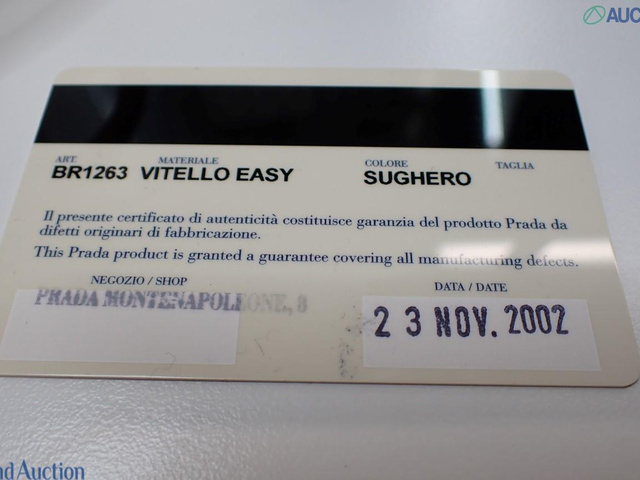 AUC
ART. MATERIALE COLORE TAGLIA
BR1263 VITELLO EASY SUGHERO
Il presente certificato di autenticità costituisce garanzia del prodotto Prada da
difetti originari di fabbricazione.
This Prada product is granted a guarantee covering all manufacturing defects.
NEGOZIO / SHOP DATA / DATE
PRADA MONTENAPOLEONE, 8
23 NOV. 2002
nd Auction